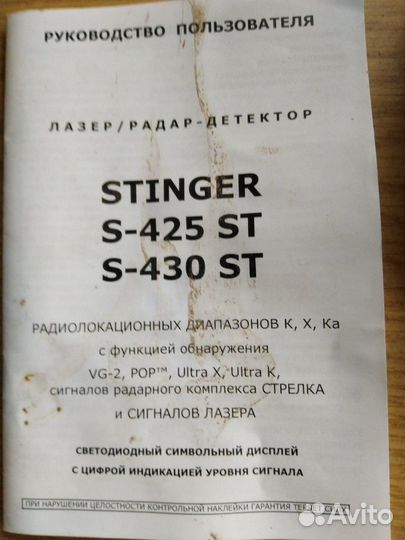 РУКОВОДСТВО ПОЛЬЗОВАТЕЛЯ
ЛАЗЕР/РАДАР-ДЕТЕКТОР
STINGER
S-425 ST
S-430 ST
РАДИОЛОКАЦИОННЫХ ДИАПАЗОНОВ K, X, Ka
с функцией обнаружения
VG-2, POP™, Ultra X, Ultra K,
сигналов радарного комплекса СТРЕЛКА
и СИГНАЛОВ ЛАЗЕРА
СВЕТОДИОДНЫЙ СИМВОЛЬНЫЙ ДИСПЛЕЙ
С ЦИФРОЙ ИНДИКАЦИЕЙ УРОВНЯ СИГНАЛА
ПРИ НАРУШЕНИИ ЦЕЛОСТНОСТИ КОНТРОЛЬНОЙ НАКЛЕЙКИ ГАРАНТИЯ
Avito